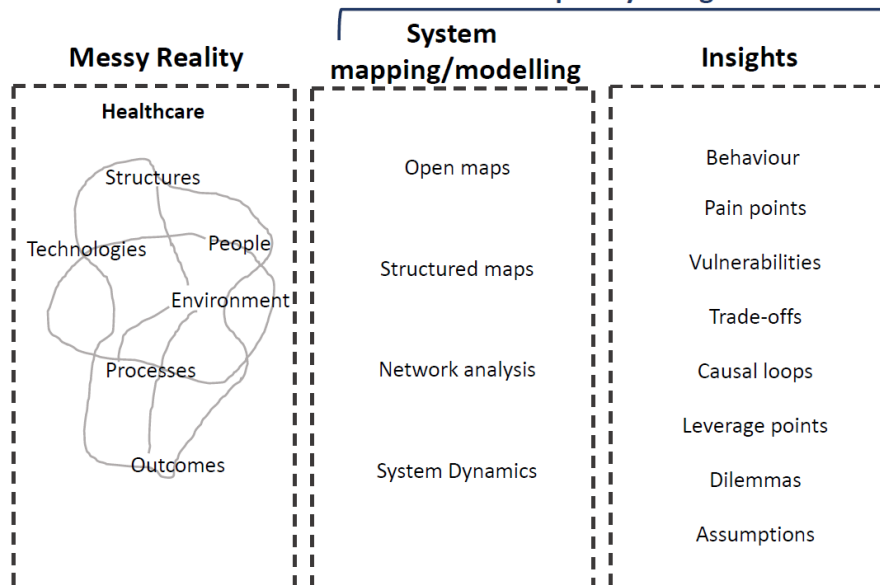 Messy Reality
Healthcare
Structures
Technologies
People
Environment
Processes
Outcomes
System
mapping/modelling
Open maps
Structured maps
Network analysis
System Dynamics
Insights
Behaviour
Pain points
Vulnerabilities
Trade-offs
Causal loops
Leverage points
Dilemmas
Assumptions